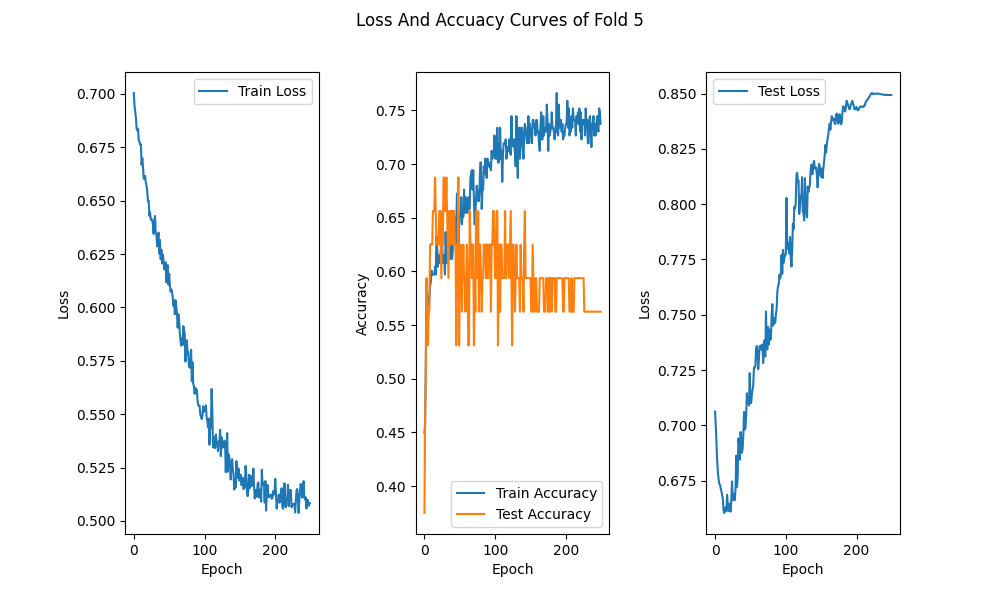 Loss And Accuacy Curves of Fold 5
Loss
0.700
0.675
0.650
0.625
0.600
0.575
0.550
0.525
0.500
Train Loss
0 100 200
Epoch
Accuracy
0.75
0.70
0.65
0.60
0.55
0.50
0.45
0.40
Train Accuracy
Test Accuracy
0 100 200
Epoch
Loss
0.850
0.825
0.800
0.775
0.750
0.725
0.700
0.675
Test Loss
0 100 200
Epoch